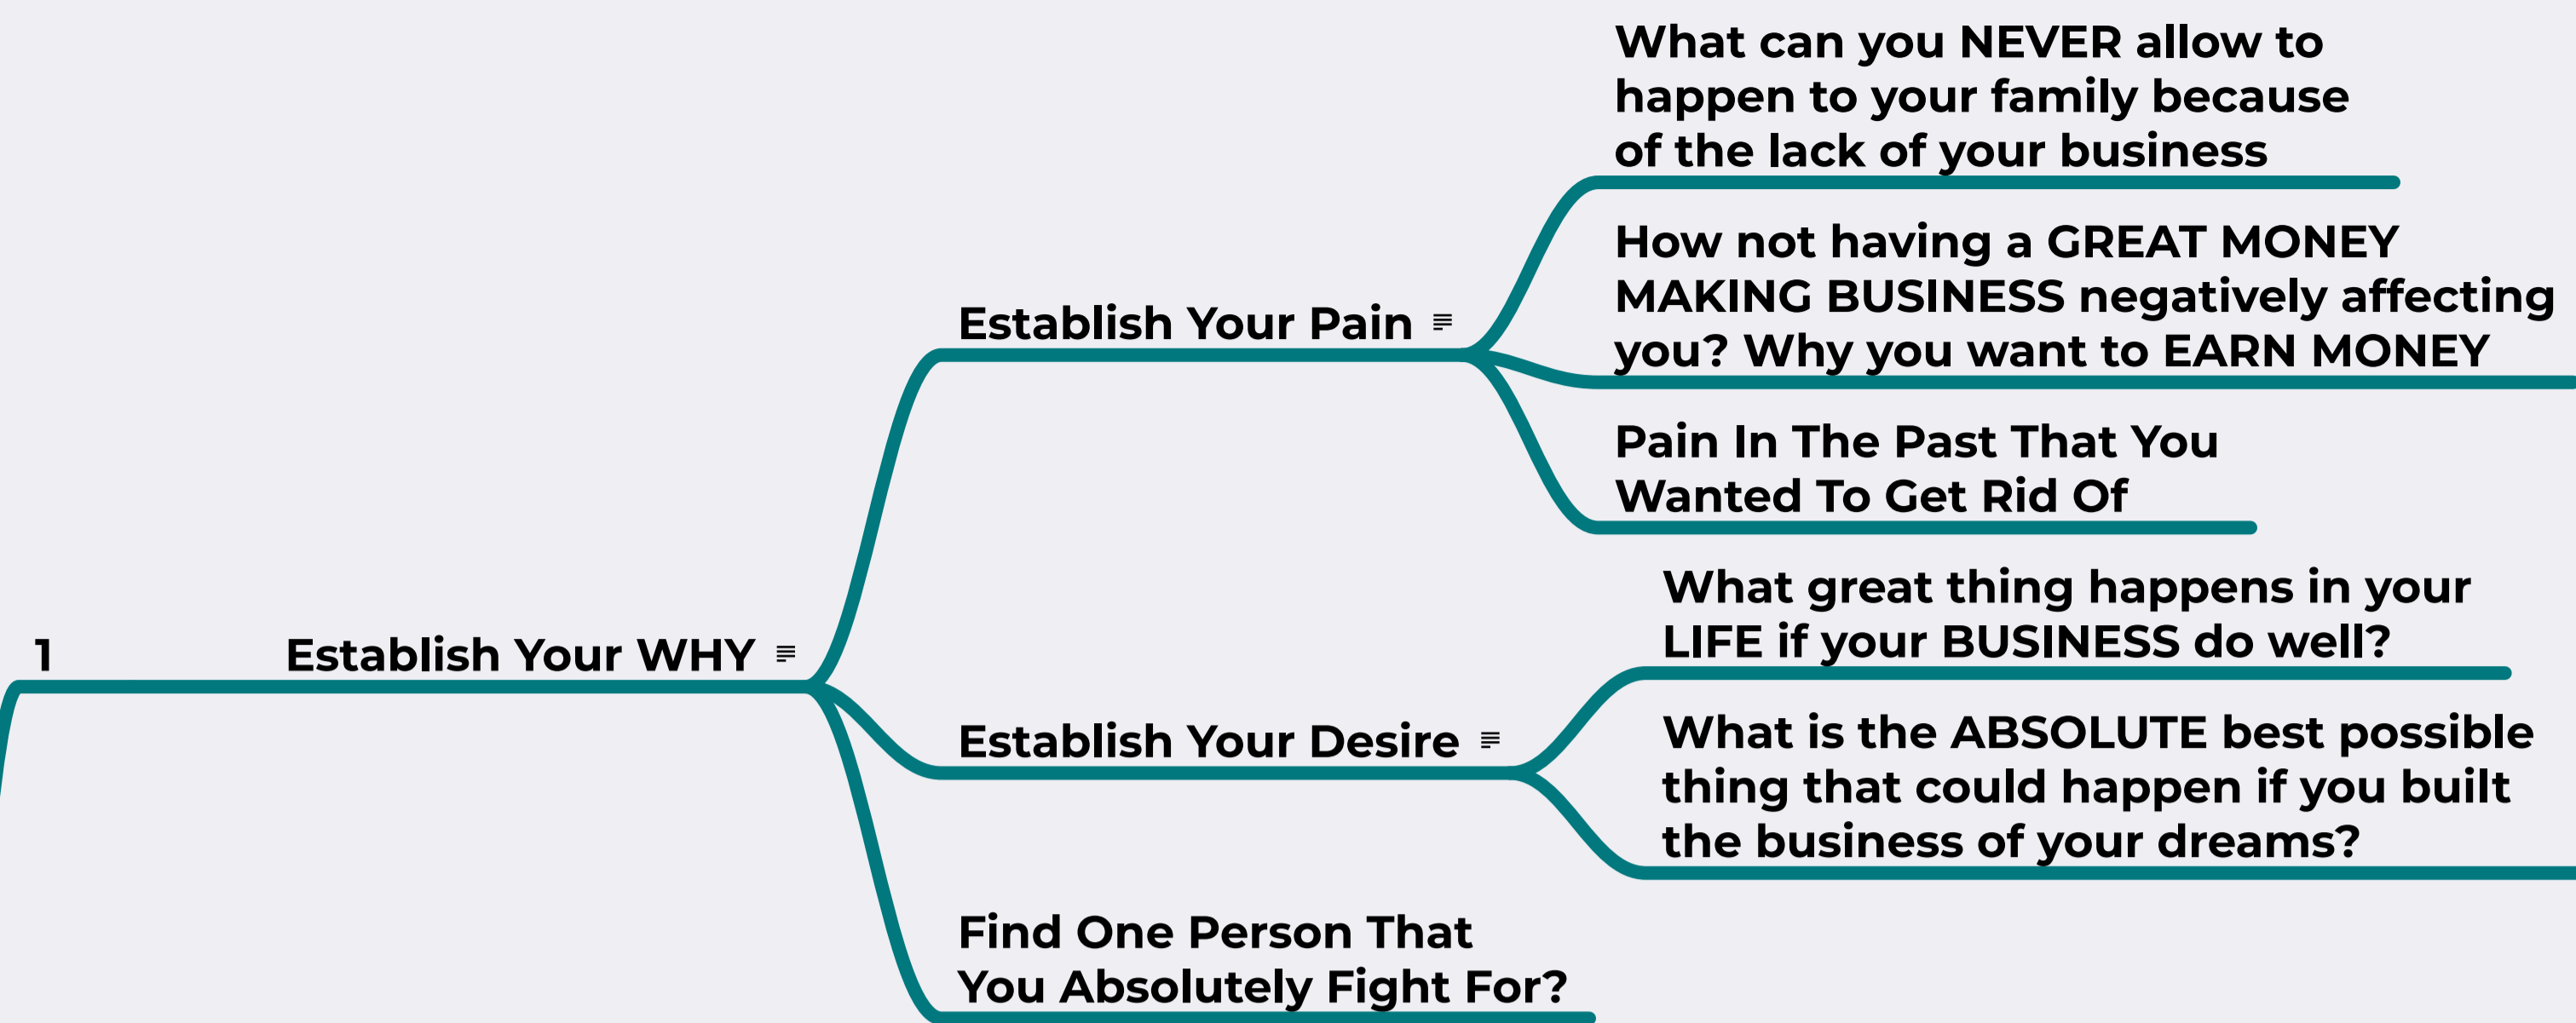 1
Establish Your WHY
Establish Your Pain
What can you NEVER allow to
happen to your family because
of the lack of your business
How not having a GREAT MONEY
MAKING BUSINESS negatively affecting
you? Why you want to EARN MONEY
Pain In The Past That You
Wanted To Get Rid Of
Establish Your Desire
What great thing happens in your
LIFE if your BUSINESS do well?
What is the ABSOLUTE best possible
thing that could happen if you built
the business of your dreams?
Find One Person That
You Absolutely Fight For?